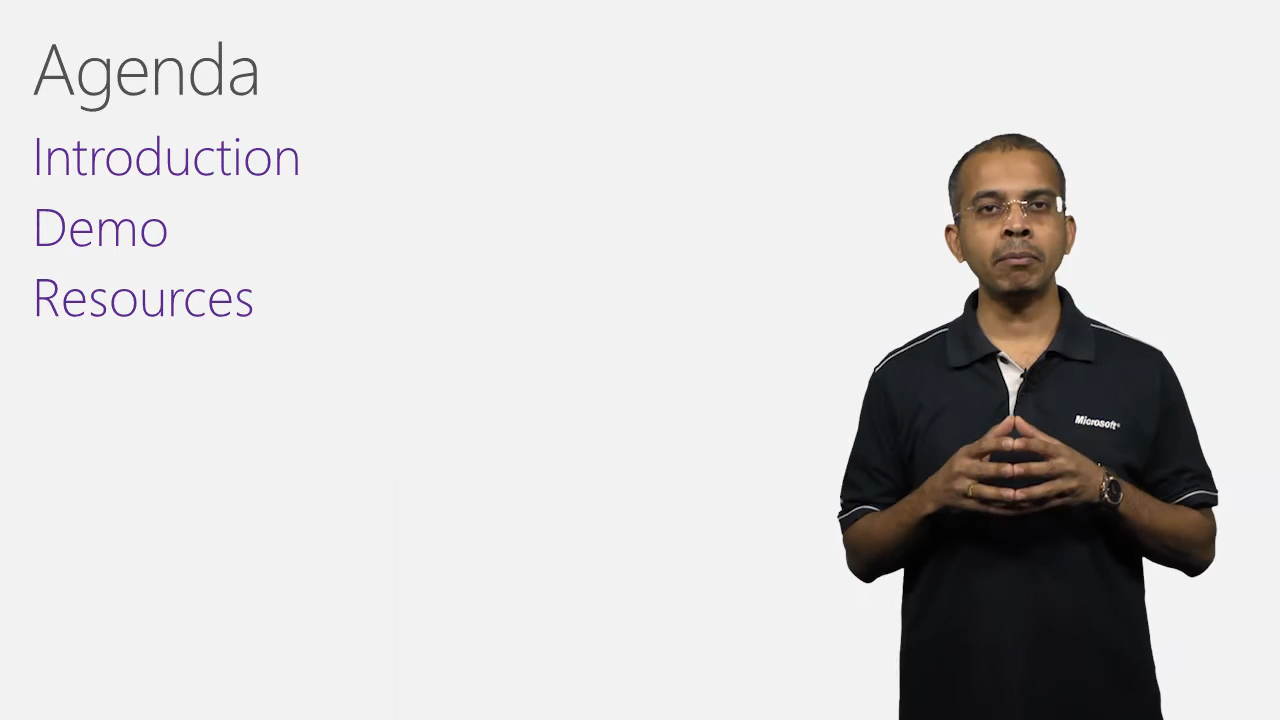 Agenda
Introduction
Demo
Resources
Microsoft®